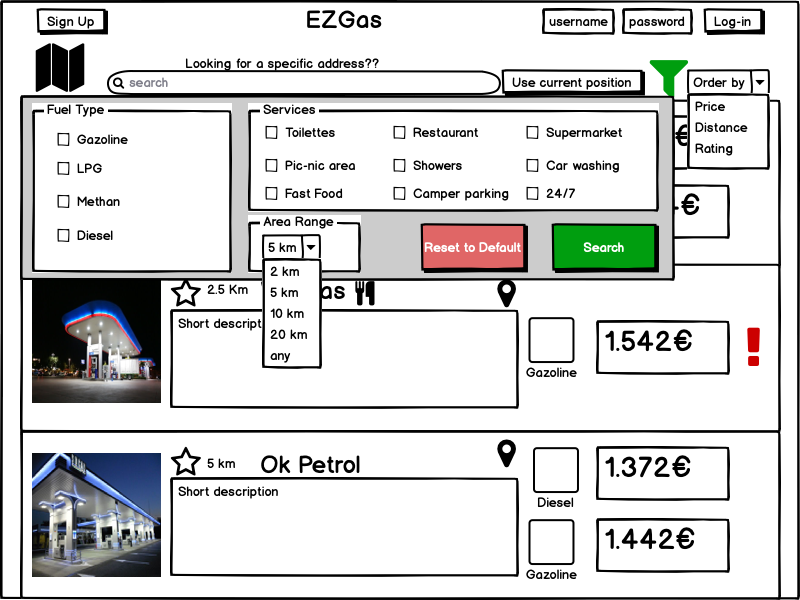 Sign Up
EZGas
username
password
Log-in
Looking for a specific address??
search
Use current position
Order by
Price
Distance
Rating
Fuel Type
Gazoline
LPG
Methan
Diesel
Services
Toilettes
Restaurant
Supermarket
Pic-nic area
Showers
Car washing
Fast Food
Camper parking
24/7
€
€
Area Range
5 km
2 km
5 km
10 km
20 km
any
Reset to Default
Search
2.5 Km
as
Short descript
Gazoline
1.542€
5 km
Ok Petrol
Short description
Diesel
1.372€
Gazoline
1.442€